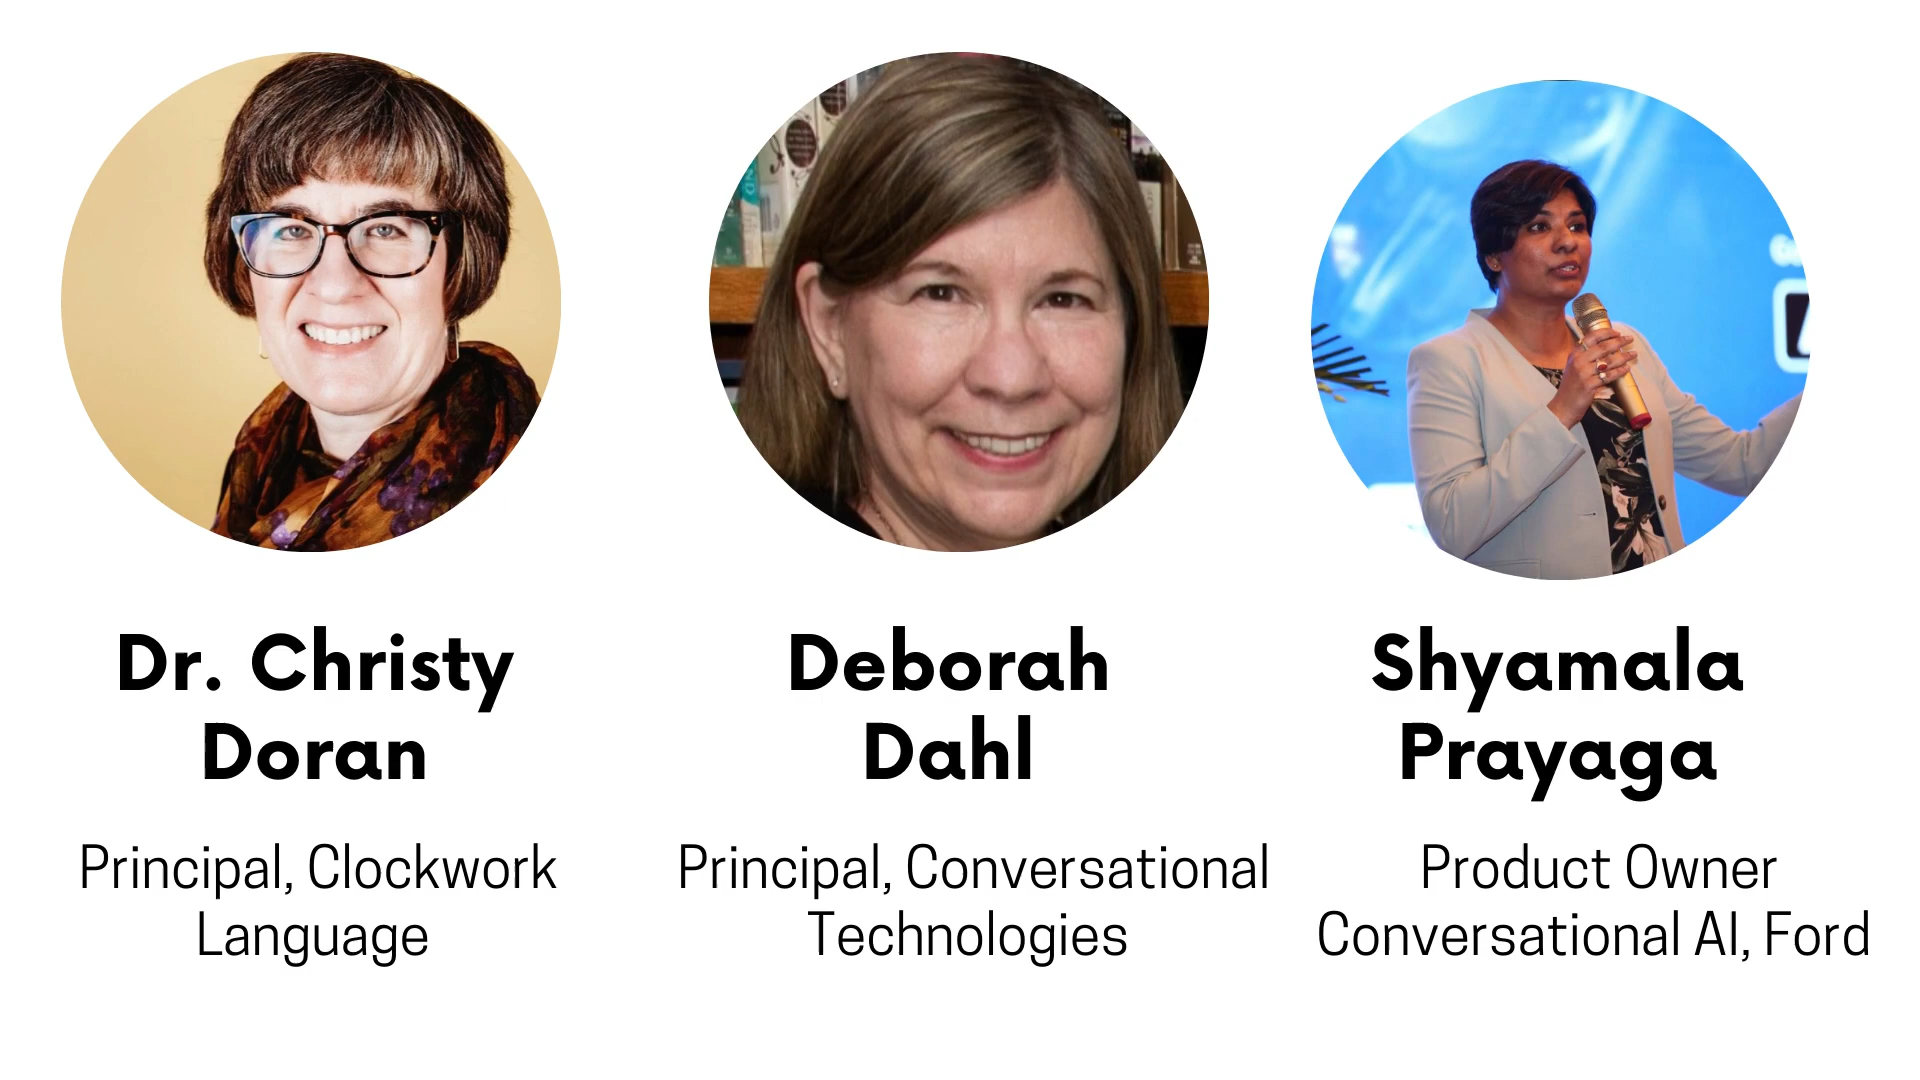 Dr. Christy
Doran
Principal, Clockwork
Language
Deborah
Dahl
Principal, Conversational
Technologies
Shyamala
Prayaga
Product Owner
Conversational AI, Ford